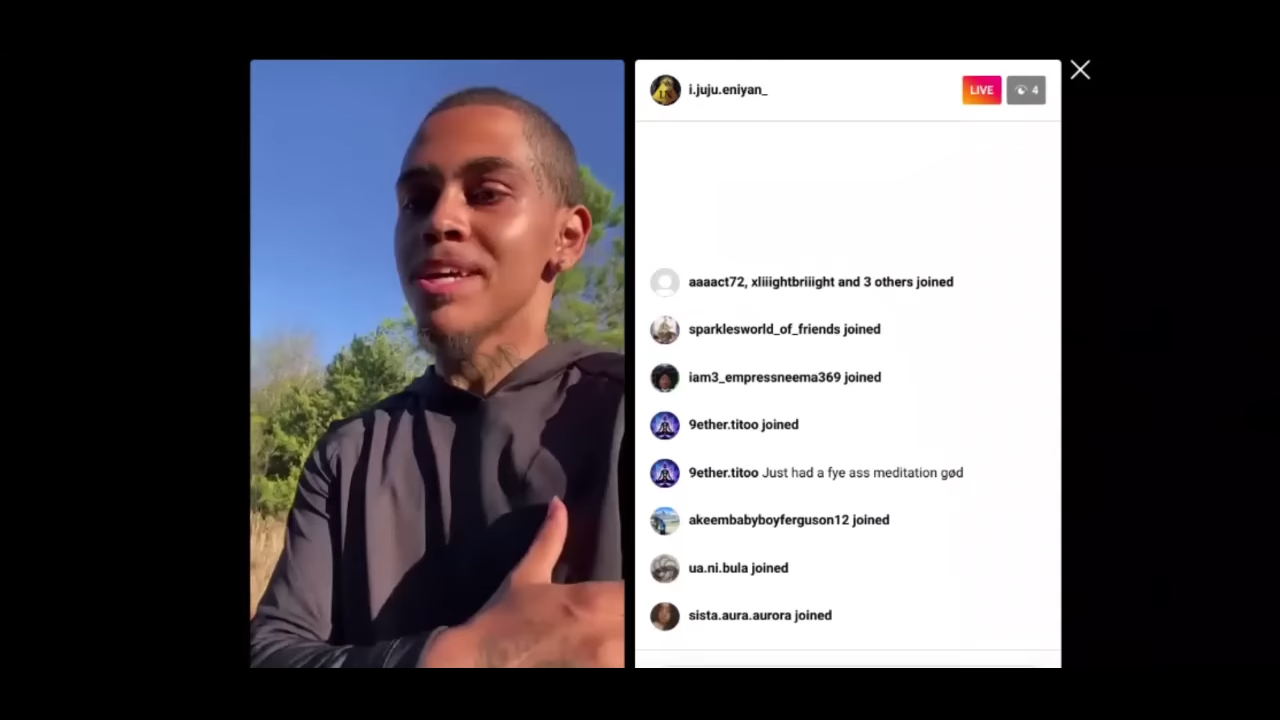 i.juju.eniyan_
LIVE
4
aaaact72, xliiightbriiight and 3 others joined
sparklesworld_of_friends joined
iam3_empressneema369 joined
9ether.titoo joined
9ether.titoo Just had a fye ass meditation gød
akeembabyboyferguson12 joined
ua.ni.bula joined
sista.aura.aurora joined